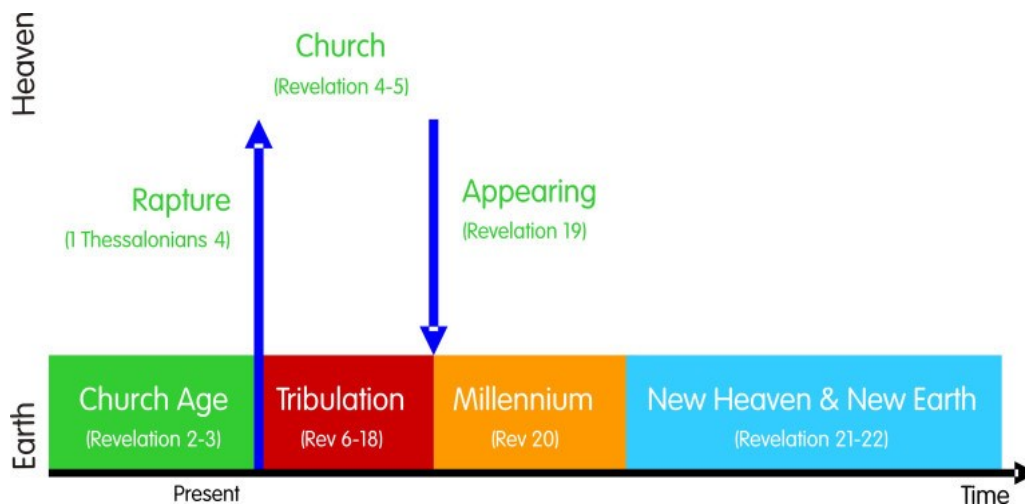 Heaven
Church
(Revelation 4-5)
Rapture
(1 Thessalonians 4)
Appearing
(Revelation 19)
Earth
Church Age
(Revelation 2-3)
Tribulation
(Rev 6-18)
Millennium
(Rev 20)
New Heaven & New Earth
(Revelation 21-22)
Present
Time